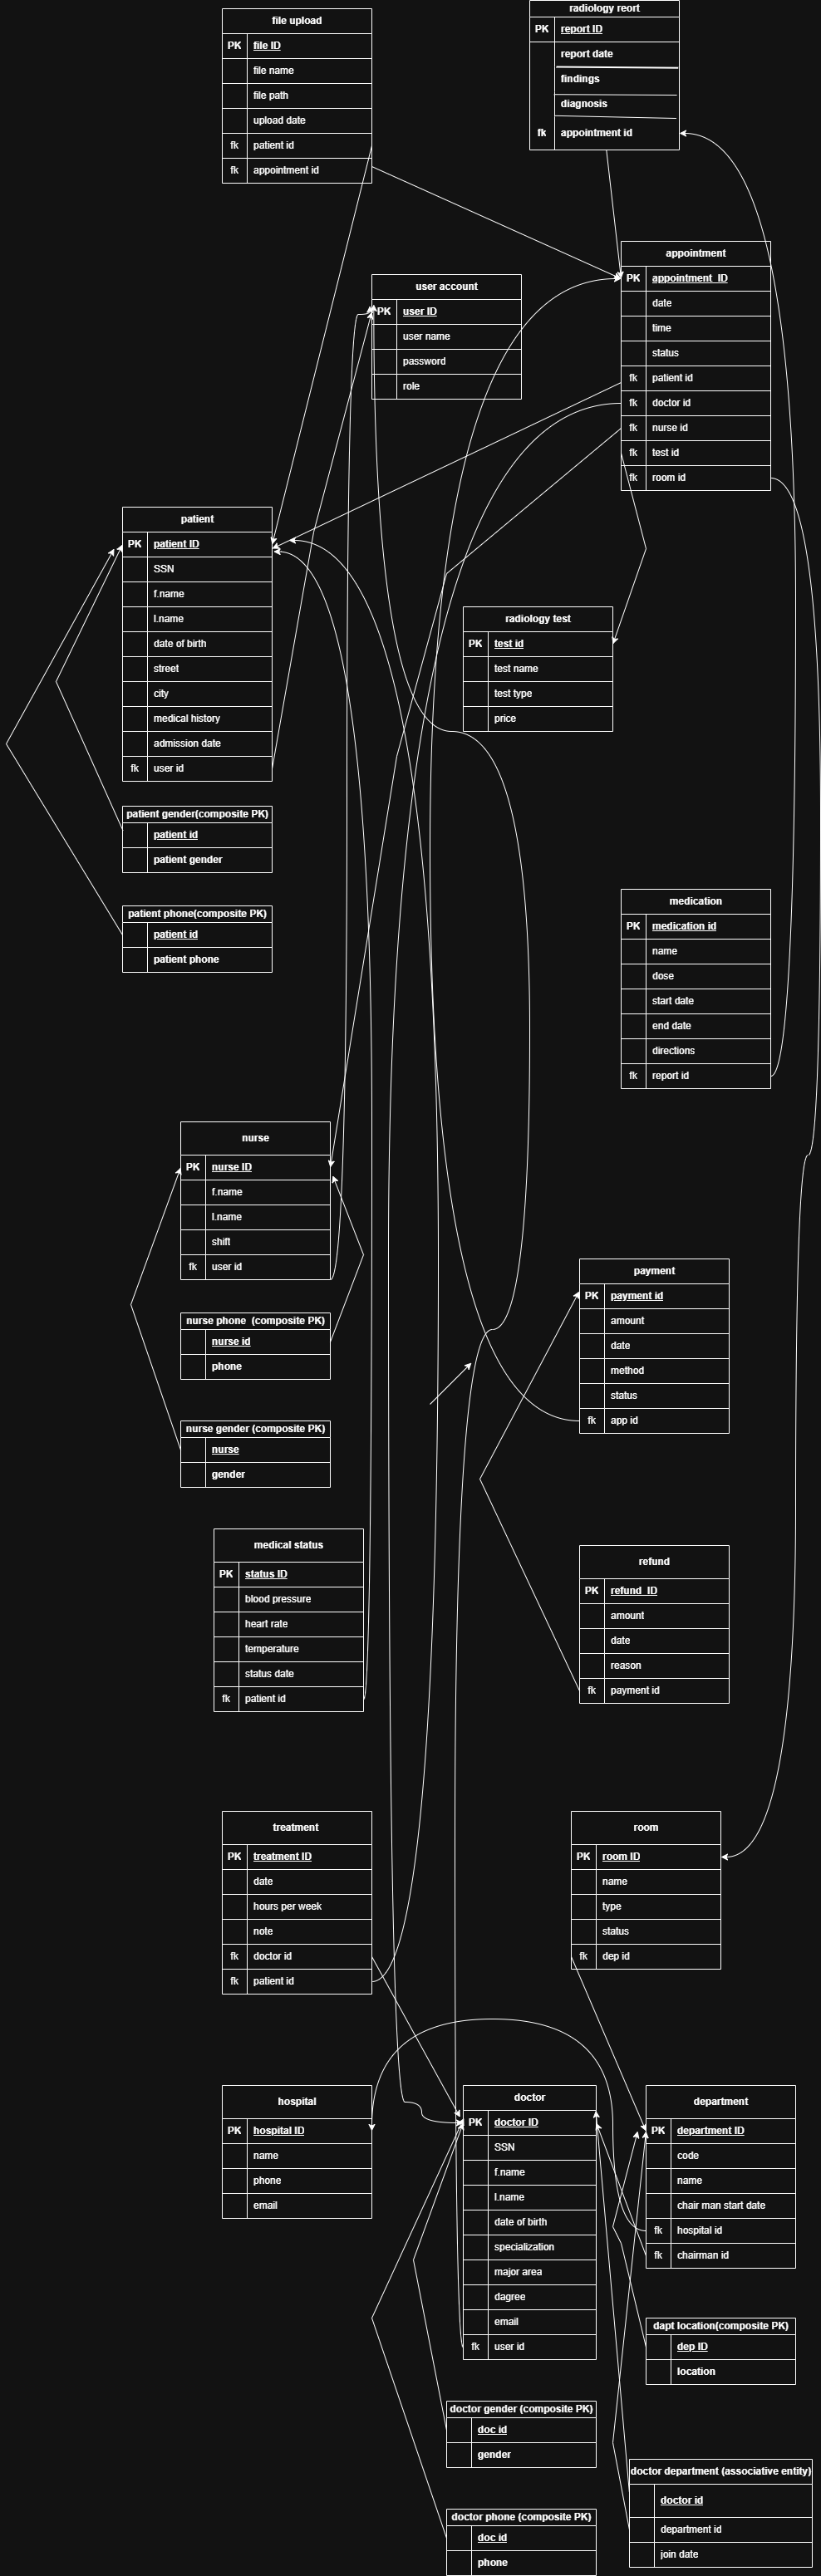 file upload
PK file ID
file name
file path
upload date
fk patient id
fk appointment id
radiology reort
PK report ID
report date
findings
diagnosis
fk appointment id
appointment
PK appointment_ID
date
time
status
fk patient id
fk doctor id
fk nurse id
fk test id
fk room id
user account
PK user ID
user name
password
role
patient
PK patient ID
SSN
f.name
l.name
date of birth
street
city
medical history
admission date
fk user id
radiology test
PK test id
test name
test type
price
patient gender(composite PK)
patient id
patient gender
patient phone(composite PK)
patient id
patient phone
medication
PK medication id
name
dose
start date
end date
directions
fk report id
nurse
PK nurse ID
f.name
l.name
shift
fk user id
nurse phone (composite PK)
nurse id
phone
nurse gender (composite PK)
nurse
gender
payment
PK payment id
amount
date
method
status
fk app id
medical status
PK status ID
blood pressure
heart rate
temperature
status date
fk patient id
refund
PK refund_ID
amount
date
reason
fk payment id
treatment
PK treatment ID
date
hours per week
note
fk doctor id
fk patient id
room
PK room ID
name
type
status
fk dep id
hospital
PK hospital ID
name
phone
email
doctor
PK doctor ID
SSN
f.name
l.name
date of birth
specialization
major area
dagree
email
fk user id
department
PK department ID
code
name
chair man start date
fk hospital id
fk chairman id
dapt location(composite PK)
dep ID
location
doctor gender (composite PK)
doc id
gender
doctor department (associative entity)
doctor id
department id
join date
doctor phone (composite PK)
doc id
phone